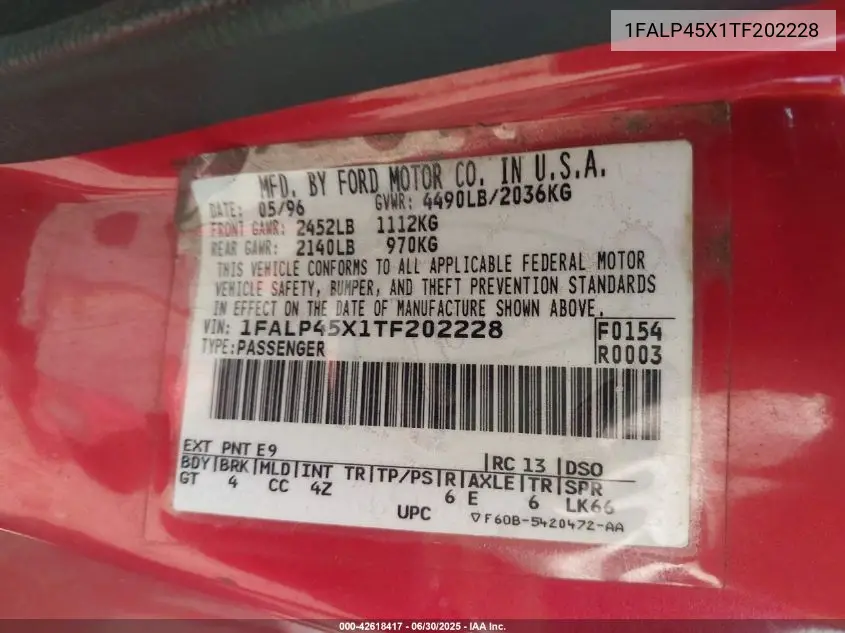 1FALP45X1TF202228
MFD. BY FORD MOTOR CO. IN U.S.A.
DATE: 05/96 GVWR: 4490LB/2036KG
FRONT GAWR: 2452LB 1112KG
REAR GAWR: 2140LB 970KG
THIS VEHICLE CONFORMS TO ALL APPLICABLE FEDERAL MOTOR
VEHICLE SAFETY, BUMPER, AND THEFT PREVENTION STANDARDS
IN EFFECT ON THE DATE OF MANUFACTURE SHOWN ABOVE.
VIN: 1FALP45X1TF202228 F0154
TYPE: PASSENGER R0003
EXT PNT E9 RC 13 DSO
BDY BRK MLD INT TR TP/PS R AXLE TR SPR
GT 4 CC 4Z 6 E 6 LK66
UPC ▽F60B-5420472-AA
000-42618417 - 06/30/2025 - IAA Inc.